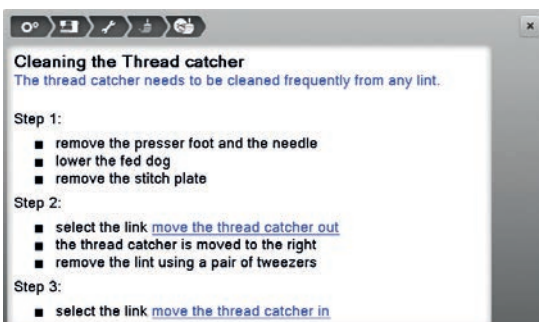 Cleaning the Thread catcher
The thread catcher needs to be cleaned frequently from any lint.
Step 1:
■ remove the presser foot and the needle
■ lower the fed dog
■ remove the stitch plate
Step 2:
■ select the link move the thread catcher out
■ the thread catcher is moved to the right
■ remove the lint using a pair of tweezers
Step 3:
■ select the link move the thread catcher in